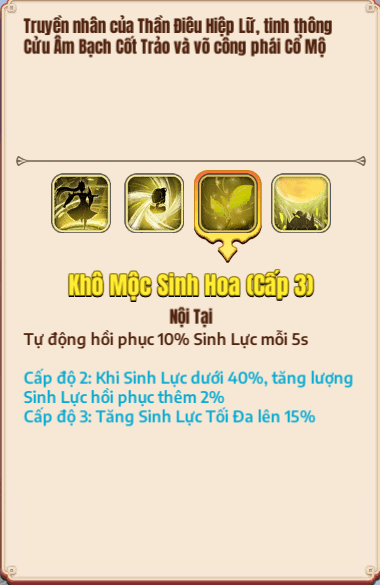 Truyền nhân của Thần Điêu Hiệp Lữ, tinh thông
Cửu Âm Bạch Cốt Trảo và võ công phái Cổ Mộ
Khô Mộc Sinh Hoa (Cấp 3)
Nội Tại
Tự động hồi phục 10% Sinh Lực mỗi 5s
Cấp độ 2: Khi Sinh Lực dưới 40%, tăng lượng
Sinh Lực hồi phục thêm 2%
Cấp độ 3: Tăng Sinh Lực Tối Đa lên 15%